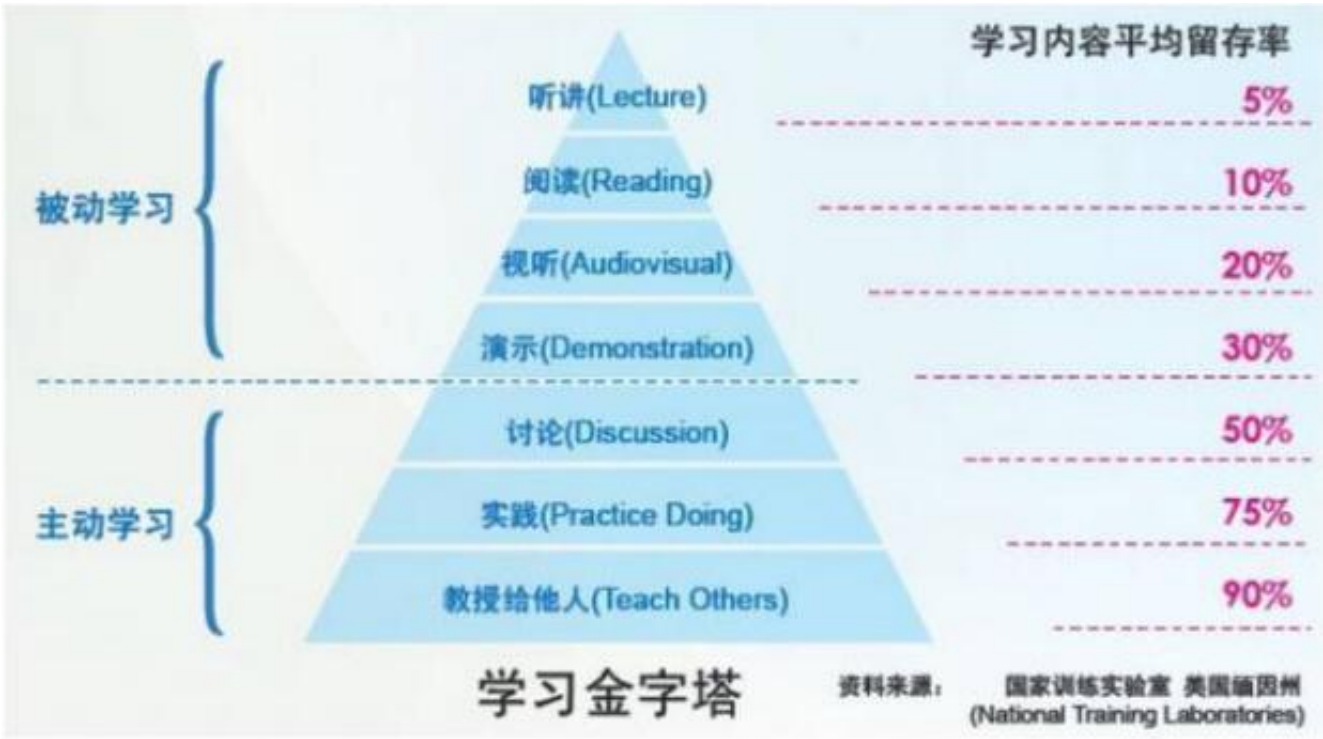 学习内容平均留存率
听讲(Lecture) 5%
阅读(Reading) 10%
被动学习
视听(Audiovisual) 20%
演示(Demonstration) 30%
讨论(Discussion) 50%
主动学习
实践(Practice Doing) 75%
教授给他人(Teach Others) 90%
学习金字塔
资料来源： 国家训练实验室 美国缅因州
(National Training Laboratories)